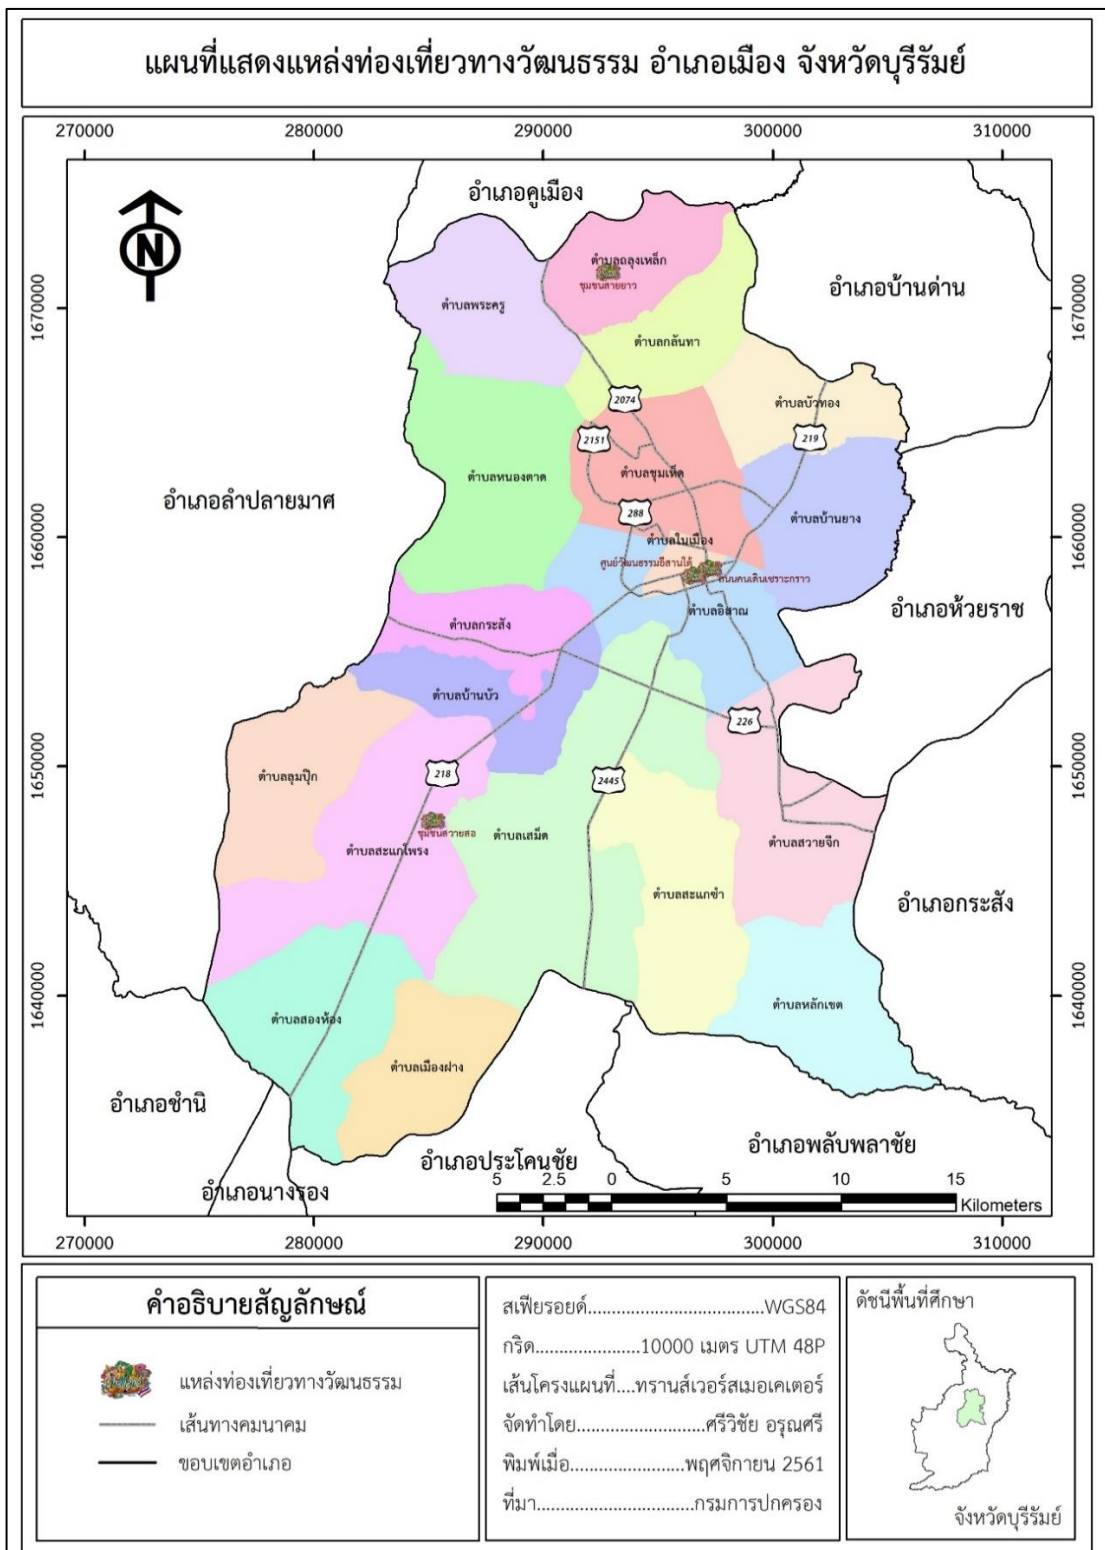 แผนที่แสดงแหล่งท่องเที่ยวทางวัฒนธรรม อำเภอเมือง จังหวัดบุรีรัมย์
270000 280000 290000 300000 310000
อำเภอคูเมือง
ตำบลถลุงเหล็ก
ชุมชนสายยาว
อำเภอบ้านด่าน
ตำบลพระครู
1670000 1670000
ตำบลกลันทา
2074
ตำบลบัวทอง
2151
219
ตำบลชุมเห็ด
ตำบลหนองตาด
อำเภอลำปลายมาศ
288
ตำบลบ้านยาง
1660000 1660000
ตำบลในเมือง
ศูนย์วัฒนธรรมอีสานใต้
ถนนคนเดินเซราะกราว
ตำบลอิสาณ
อำเภอห้วยราช
ตำบลกระสัง
ตำบลบ้านบัว
226
ตำบลลุมปุ๊ก
218
2445
1650000 1650000
ชุมชนสวายสอ
ตำบลเสม็ด
ตำบลสวายจีก
ตำบลสะแกโพรง
ตำบลสะแกซำ
อำเภอกระสัง
1640000 1640000
ตำบลหลักเขต
ตำบลสองห้อง
ตำบลเมืองฝาง
อำเภอชำนิ
อำเภอพลับพลาชัย
อำเภอประโคนชัย
อำเภอนางรอง
5 2.5 0 5 10 15
Kilometers
270000 280000 290000 300000 310000
คำอธิบายสัญลักษณ์
แหล่งท่องเที่ยวทางวัฒนธรรม
เส้นทางคมนาคม
ขอบเขตอำเภอ
สเฟียรอยด์......................................WGS84
กริด......................10000 เมตร UTM 48P
เส้นโครงแผนที่....ทรานส์เวอร์สเมอเคเตอร์
จัดทำโดย...........................ศรีวิชัย อรุณศรี
พิมพ์เมื่อ........................พฤศจิกายน 2561
ที่มา...................................กรมการปกครอง
ดัชนีพื้นที่ศึกษา
จังหวัดบุรีรัมย์